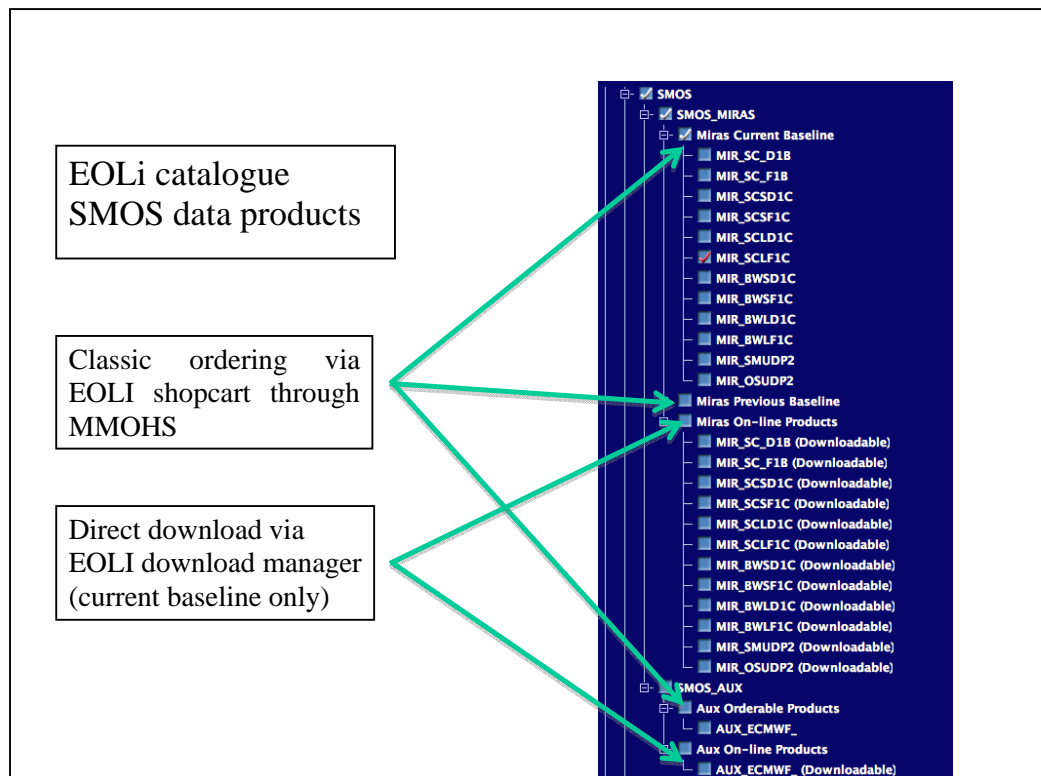 EOLi catalogue
SMOS data products
Classic ordering via
EOLI shopcart through
MMOHS
Direct download via
EOLI download manager
(current baseline only)
SMOS
SMOS_MIRAS
Miras Current Baseline
MIR_SC_D1B
MIR_SC_F1B
MIR_SCSD1C
MIR_SCSF1C
MIR_SCLD1C
MIR_SCLF1C
MIR_BWSD1C
MIR_BWSF1C
MIR_BWLD1C
MIR_BWLF1C
MIR_SMUDP2
MIR_OSUDP2
Miras Previous Baseline
Miras On-line Products
MIR_SC_D1B (Downloadable)
MIR_SC_F1B (Downloadable)
MIR_SCSD1C (Downloadable)
MIR_SCSF1C (Downloadable)
MIR_SCLD1C (Downloadable)
MIR_SCLF1C (Downloadable)
MIR_BWSD1C (Downloadable)
MIR_BWSF1C (Downloadable)
MIR_BWLD1C (Downloadable)
MIR_BWLF1C (Downloadable)
MIR_SMUDP2 (Downloadable)
MIR_OSUDP2 (Downloadable)
SMOS_AUX
Aux Orderable Products
AUX_ECMWF_
Aux On-line Products
AUX_ECMWF_ (Downloadable)